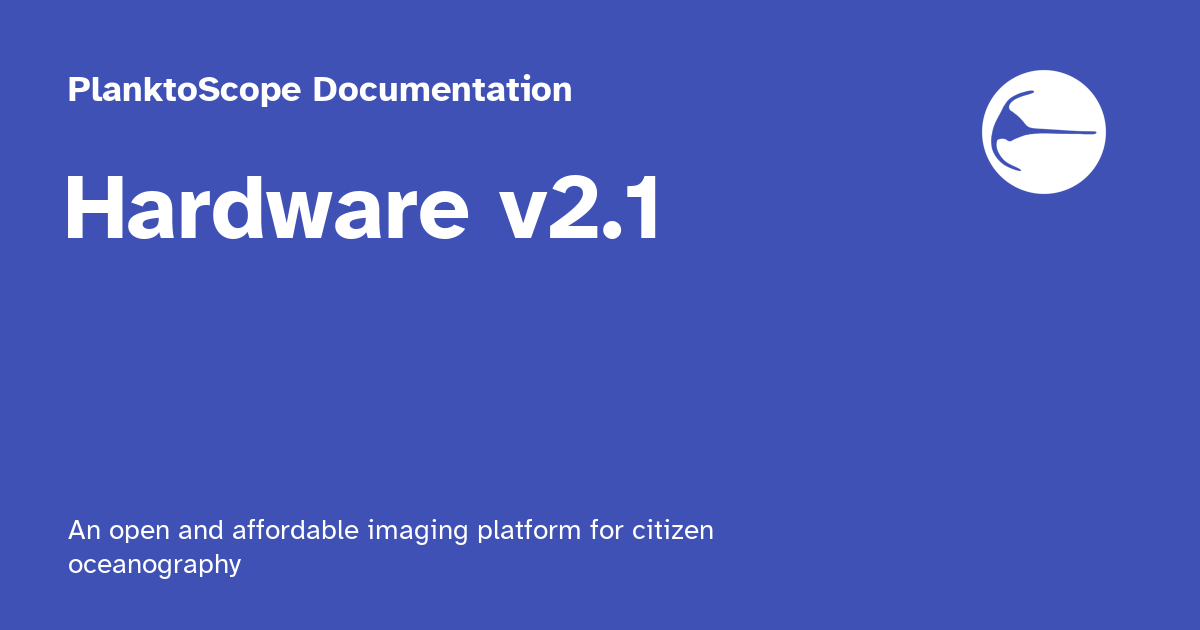 PlanktoScope Documentation
Hardware v2.1
An open and affordable imaging platform for citizen
oceanography